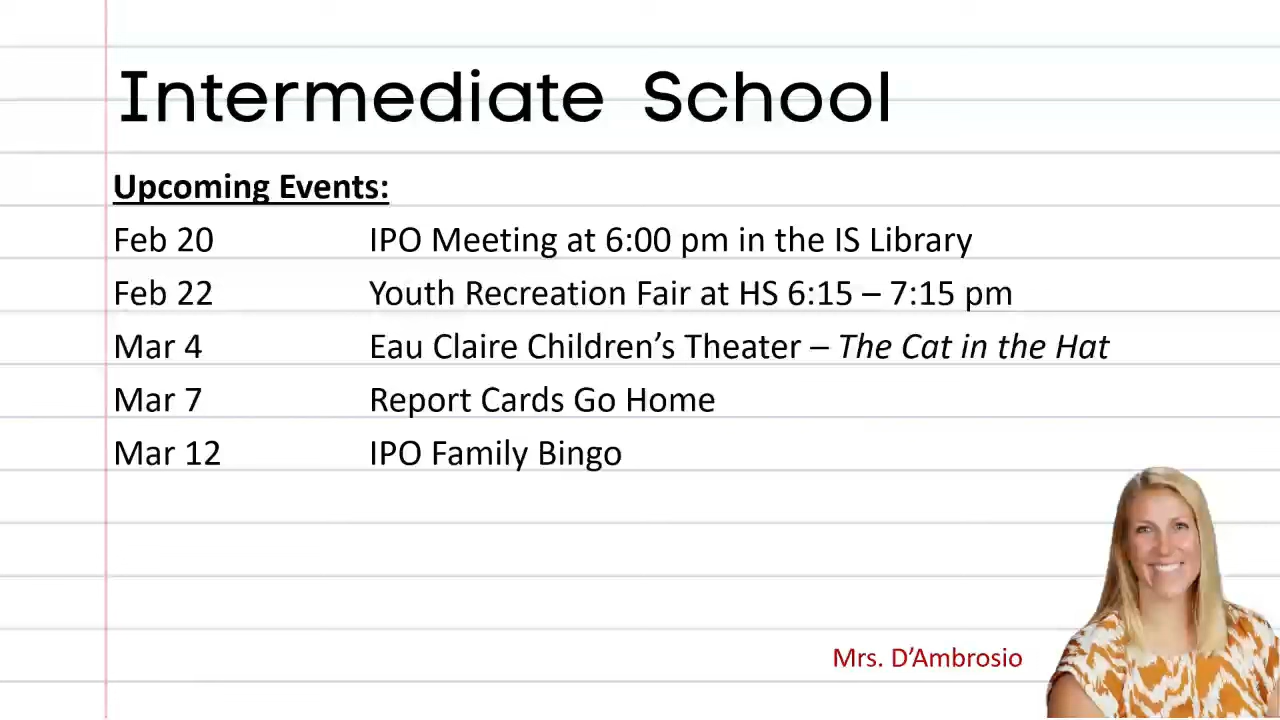 Intermediate School
Upcoming Events:
Feb 20 IPO Meeting at 6:00 pm in the IS Library
Feb 22 Youth Recreation Fair at HS 6:15 – 7:15 pm
Mar 4 Eau Claire Children’s Theater – The Cat in the Hat
Mar 7 Report Cards Go Home
Mar 12 IPO Family Bingo
Mrs. D’Ambrosio